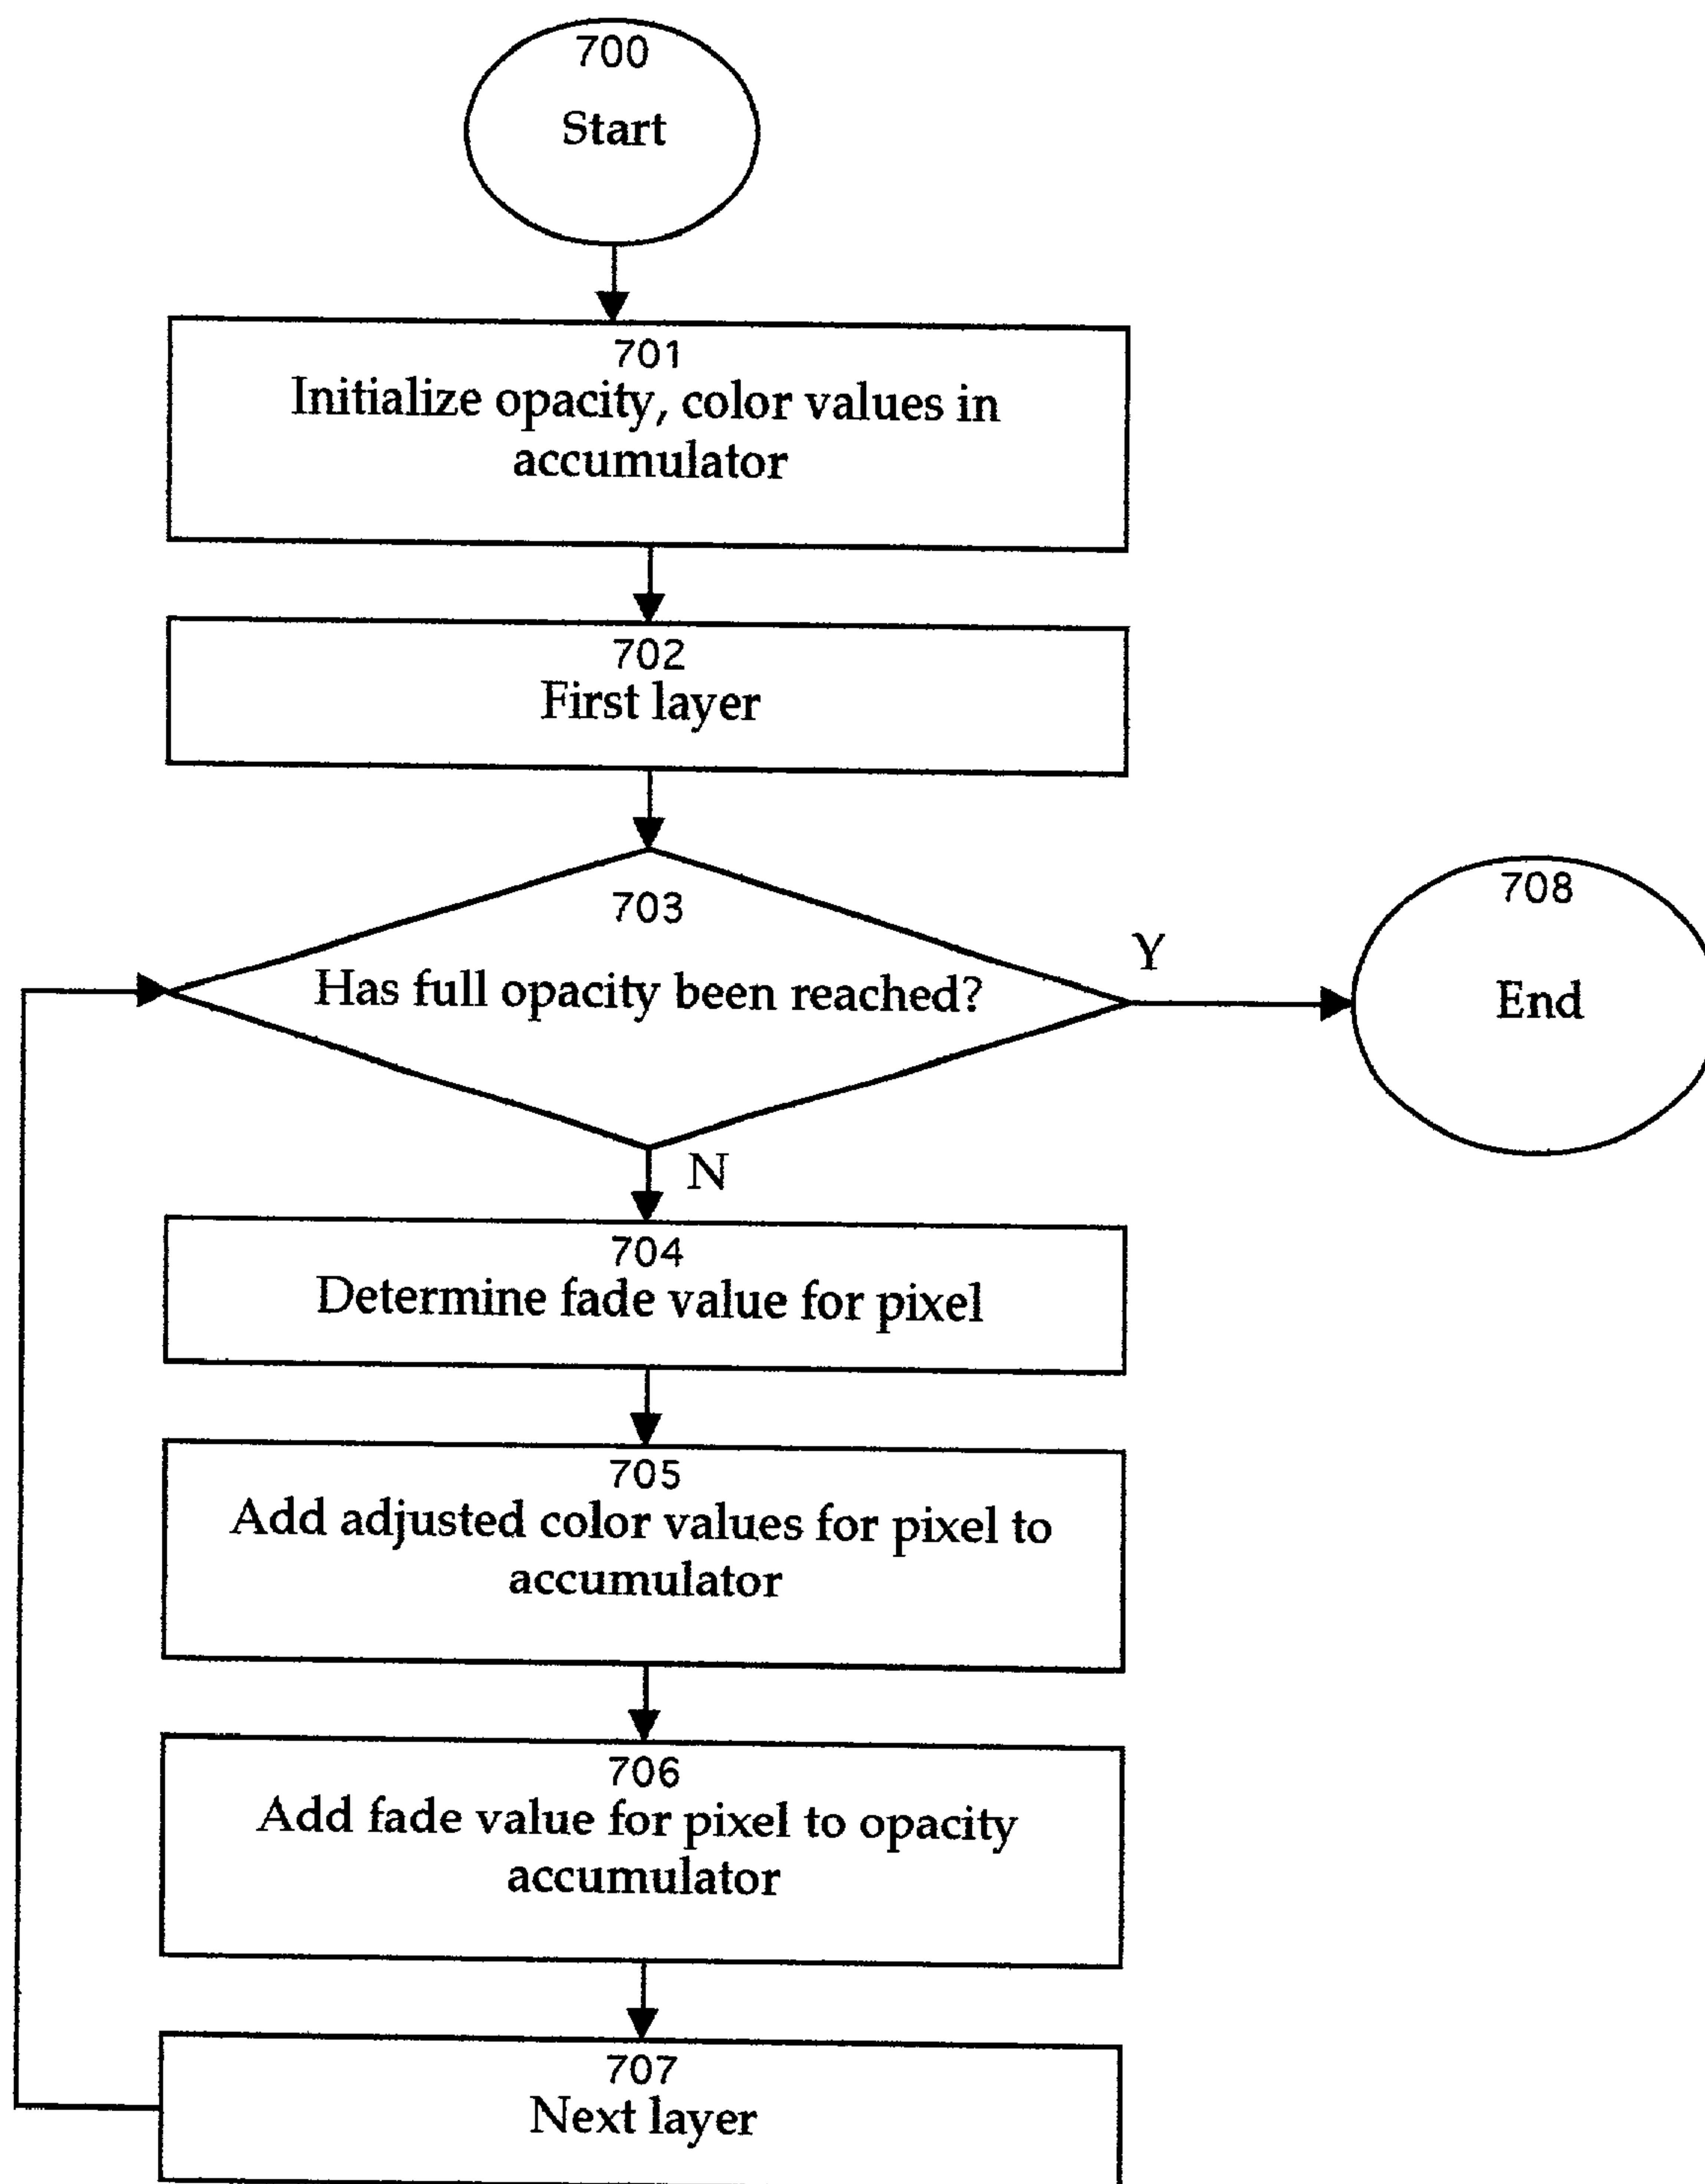 700
Start
701
Initialize opacity, color values in
accumulator
702
First layer
703
Has full opacity been reached?
Y
708
End
N
704
Determine fade value for pixel
705
Add adjusted color values for pixel to
accumulator
706
Add fade value for pixel to opacity
accumulator
707
Next layer